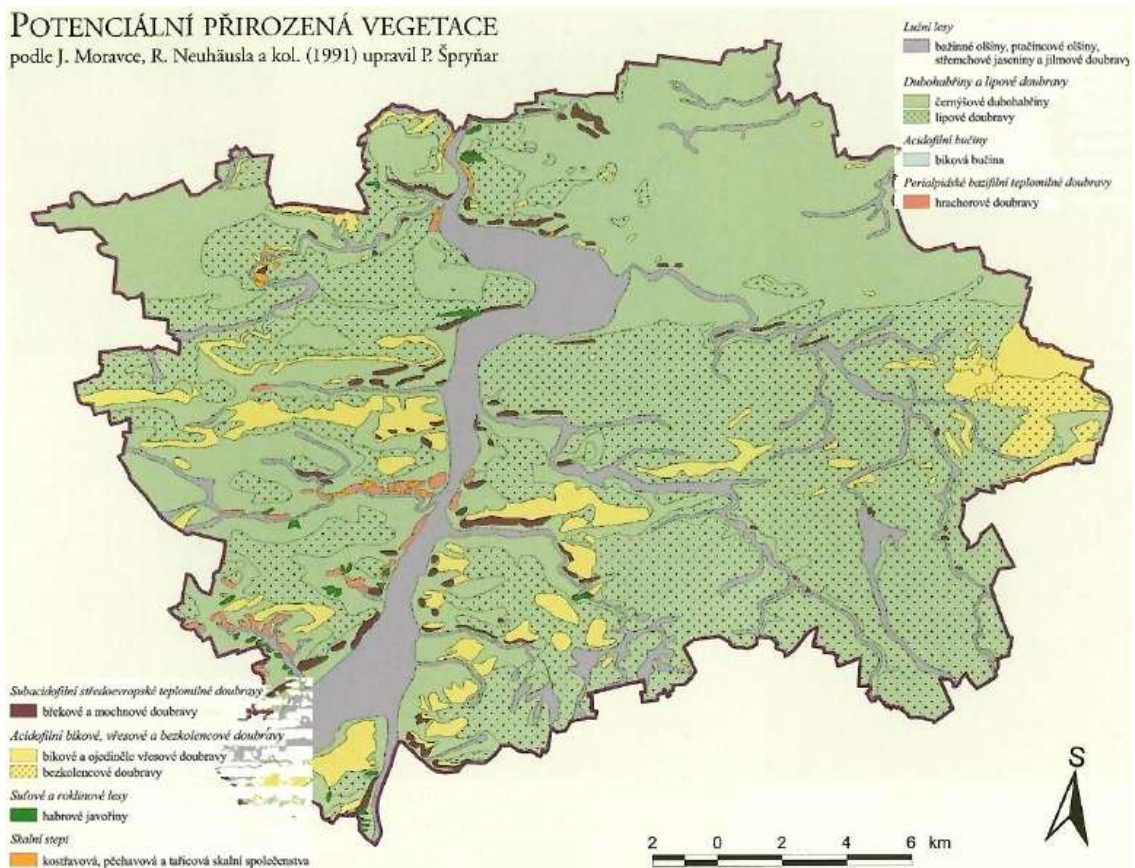 POTENCIÁLNÍ PŘIROZENÁ VEGETACE
podle J. Moravce, R. Neuhäusla a kol. (1991) upravil P. Špryňar
Lužní lesy
bažinné olšiny, ptačincové olšiny,
střemchové jaseniny a jilmové doubravy
Dubohabřiny a lipové doubravy
černýšové dubohabřiny
lipové doubravy
Acidofilní bučiny
biková bučina
Perialpidské bazifilní teplomilné doubravy
hrachorové doubravy
Subacidofilní středoevropské teplomilné doubravy
břekové a mochnové doubravy
Acidofilní bikové, vřesové a bezkolencové doubravy
bikové a ojediněle vřesové doubravy
bezkolencové doubravy
Suťové a roklinové lesy
habrové javořiny
Skalní stepi
kostřavová, pěchavová a tařicová skalní společenstva
S
2 0 2 4 6 km